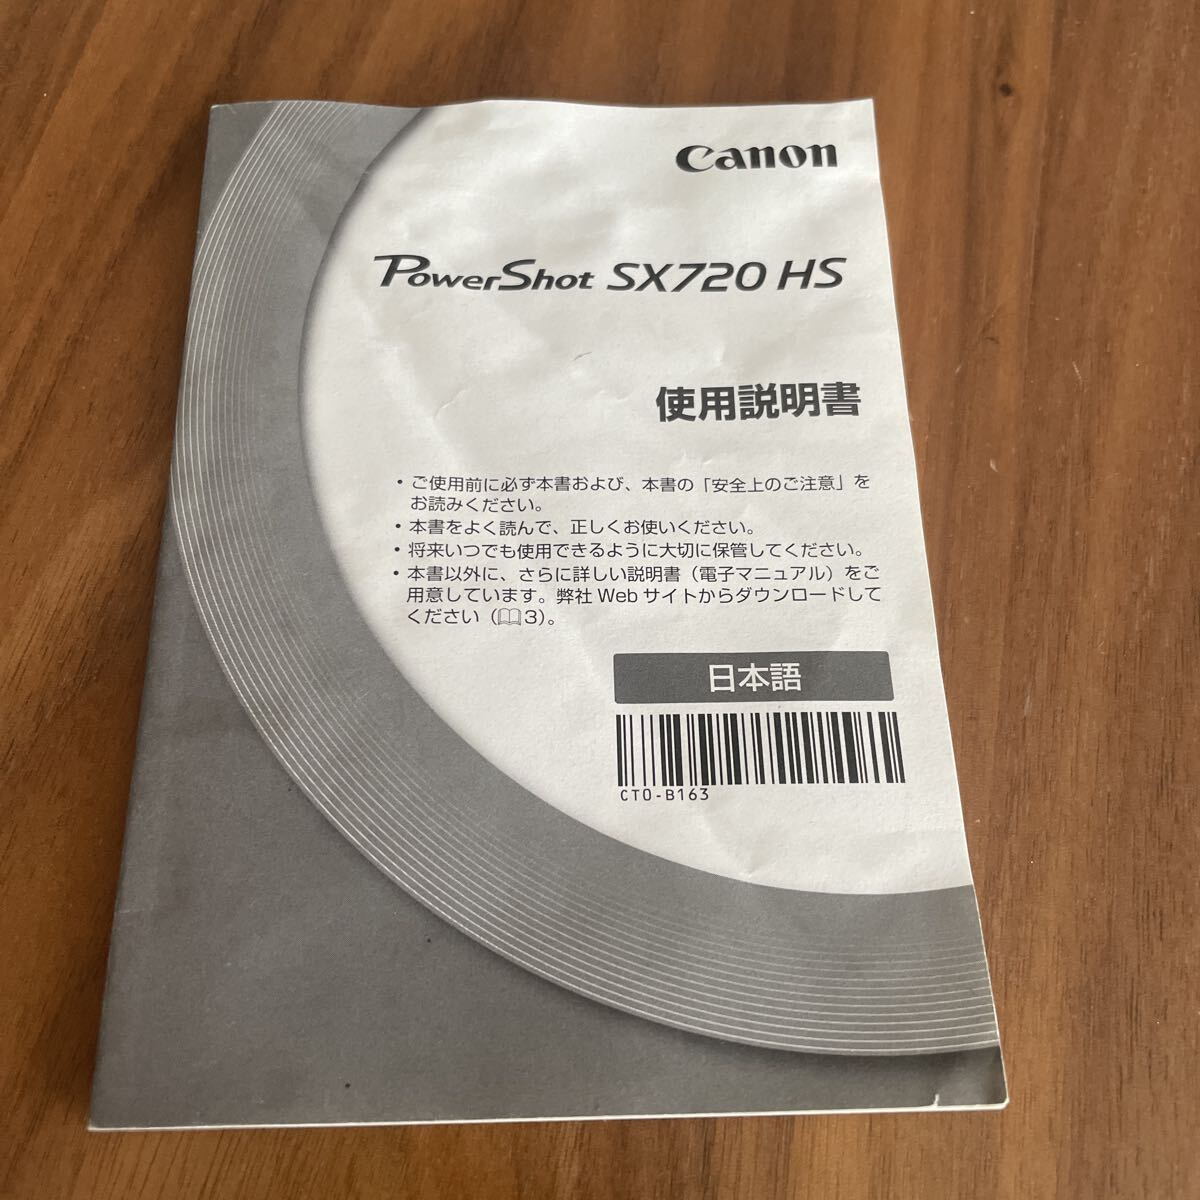 Canon
PowerShot SX720 HS
使用説明書
・ご使用前に必ず本書および、本書の「安全上のご注意」を
お読みください。
・本書をよく読んで、正しくお使いください。
・将来いつでも使用できるように大切に保管してください。
・本書以外に、さらに詳しい説明書（電子マニュアル）をご
用意しています。弊社 Web サイトからダウンロードして
ください（📖3）。
日本語
CT0-B163